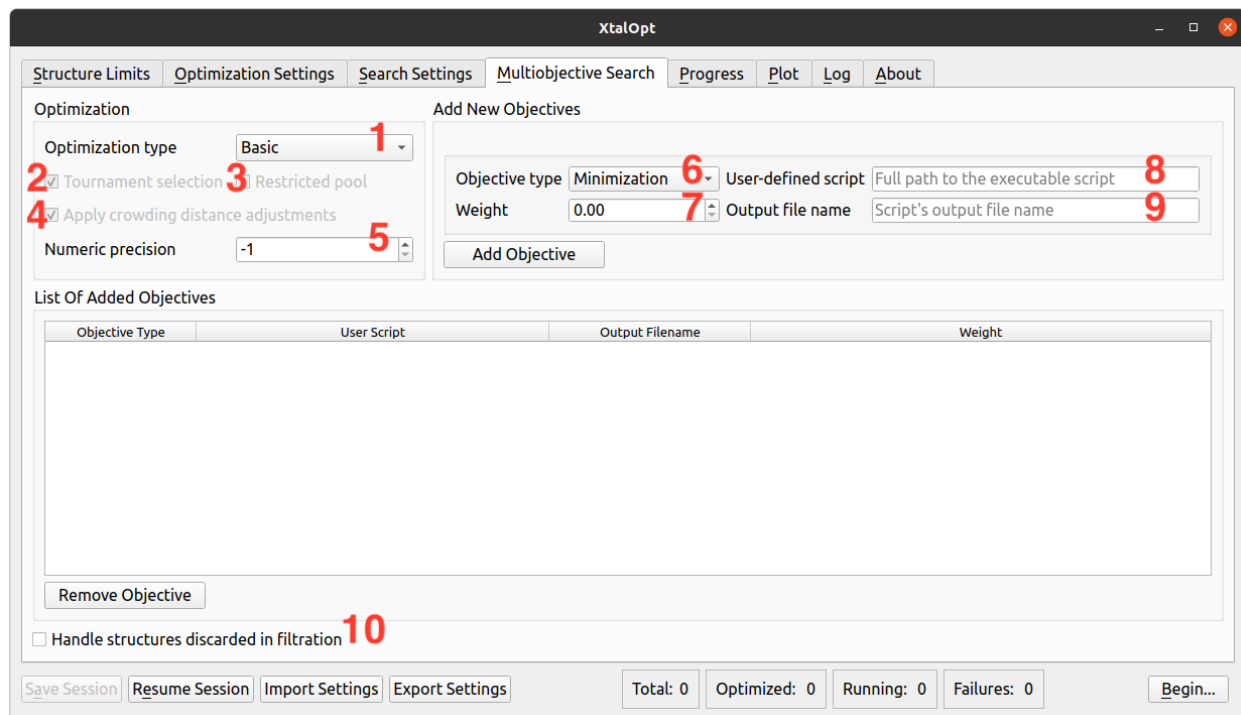 XtalOpt
Structure Limits Optimization Settings Search Settings Multiobjective Search Progress Plot Log About
Optimization
Optimization type Basic 1
2 Tournament selection 3 Restricted pool
4 Apply crowding distance adjustments
Numeric precision -1 5
Add New Objectives
Objective type Minimization 6 User-defined script Full path to the executable script 8
Weight 0.00 7 Output file name Script's output file name 9
Add Objective
List Of Added Objectives
Objective Type User Script Output Filename Weight
Remove Objective
Handle structures discarded in filtration 10
Save Session Resume Session Import Settings Export Settings Total: 0 Optimized: 0 Running: 0 Failures: 0 Begin...